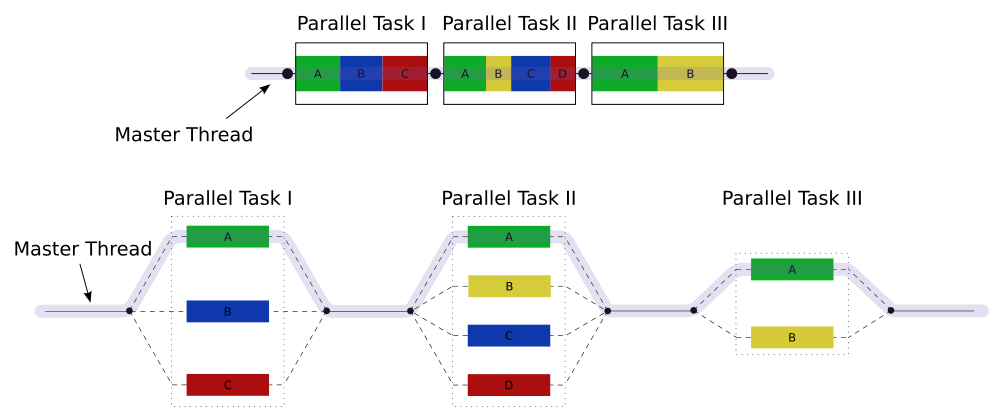 Parallel Task I Parallel Task II Parallel Task III
A B C A B C D A B
Master Thread
Parallel Task I Parallel Task II Parallel Task III
A A
Master Thread
A
B
B
C
B
C D